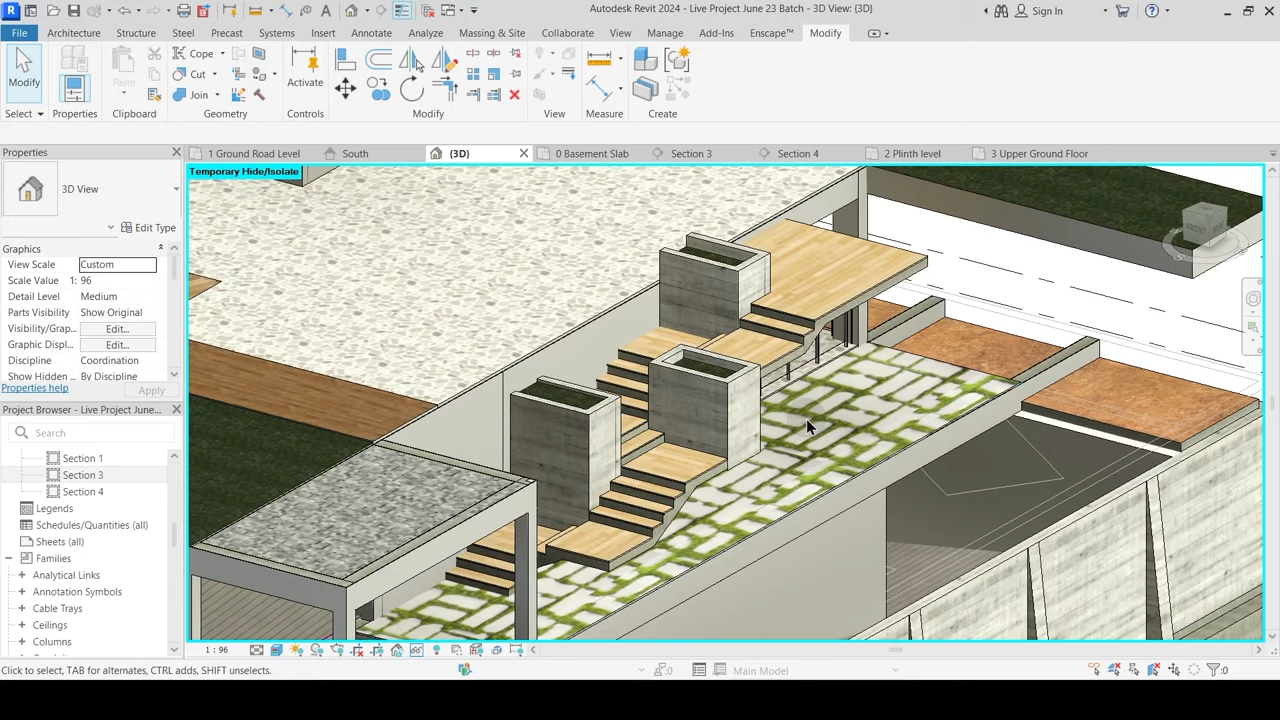 Autodesk Revit 2024 - Live Project June 23 Batch - 3D View: {3D}
Sign In
File Architecture Structure Steel Precast Systems Insert Annotate Analyze Massing & Site Collaborate View Manage Add-Ins Enscape™ Modify
Modify
Paste
Cope
Cut
Join
Activate
Select Properties Clipboard Geometry Controls Modify View Measure Create
Properties
1 Ground Road Level South {3D} 0 Basement Slab Section 3 Section 4 2 Plinth level 3 Upper Ground Floor
3D View
Edit Type
Graphics
View Scale Custom
Scale Value 1: 96
Detail Level Medium
Parts Visibility Show Original
Visibility/Grap... Edit...
Graphic Displ... Edit...
Discipline Coordination
Show Hidden ... By Discipline
Properties help Apply
Project Browser - Live Project June...
Search
Section 1
Section 3
Section 4
Legends
Schedules/Quantities (all)
Sheets (all)
Families
Analytical Links
Annotation Symbols
Cable Trays
Ceilings
Columns
Temporary Hide/Isolate
FRONT
1 : 96
Click to select, TAB for alternates, CTRL adds, SHIFT unselects.
:0
Main Model
:0